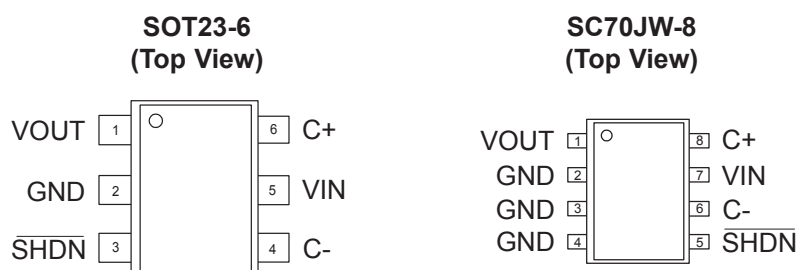 SOT23-6
(Top View)
VOUT 1 6 C+
GND 2 5 VIN
SHDN 3 4 C-
SC70JW-8
(Top View)
VOUT 1 8 C+
GND 2 7 VIN
GND 3 6 C-
GND 4 5 SHDN